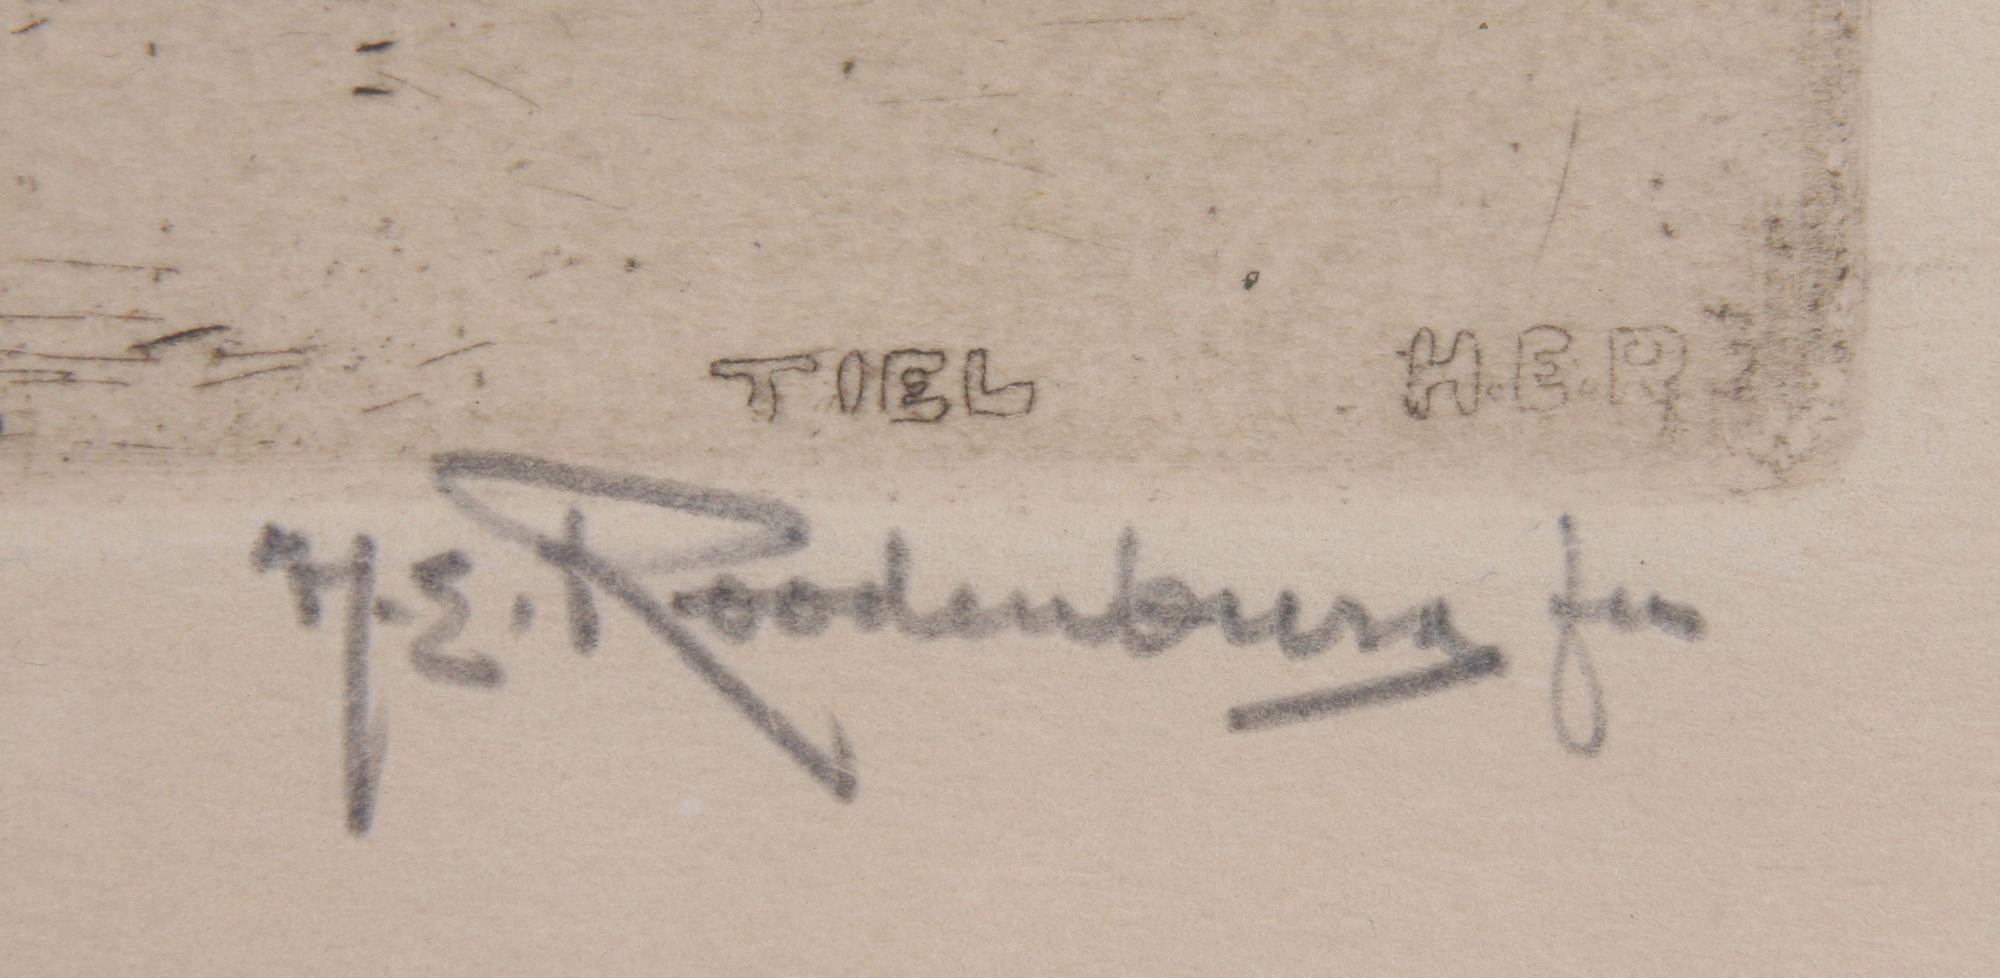 TIEL H.E.R
H.E. Roodenburg fec